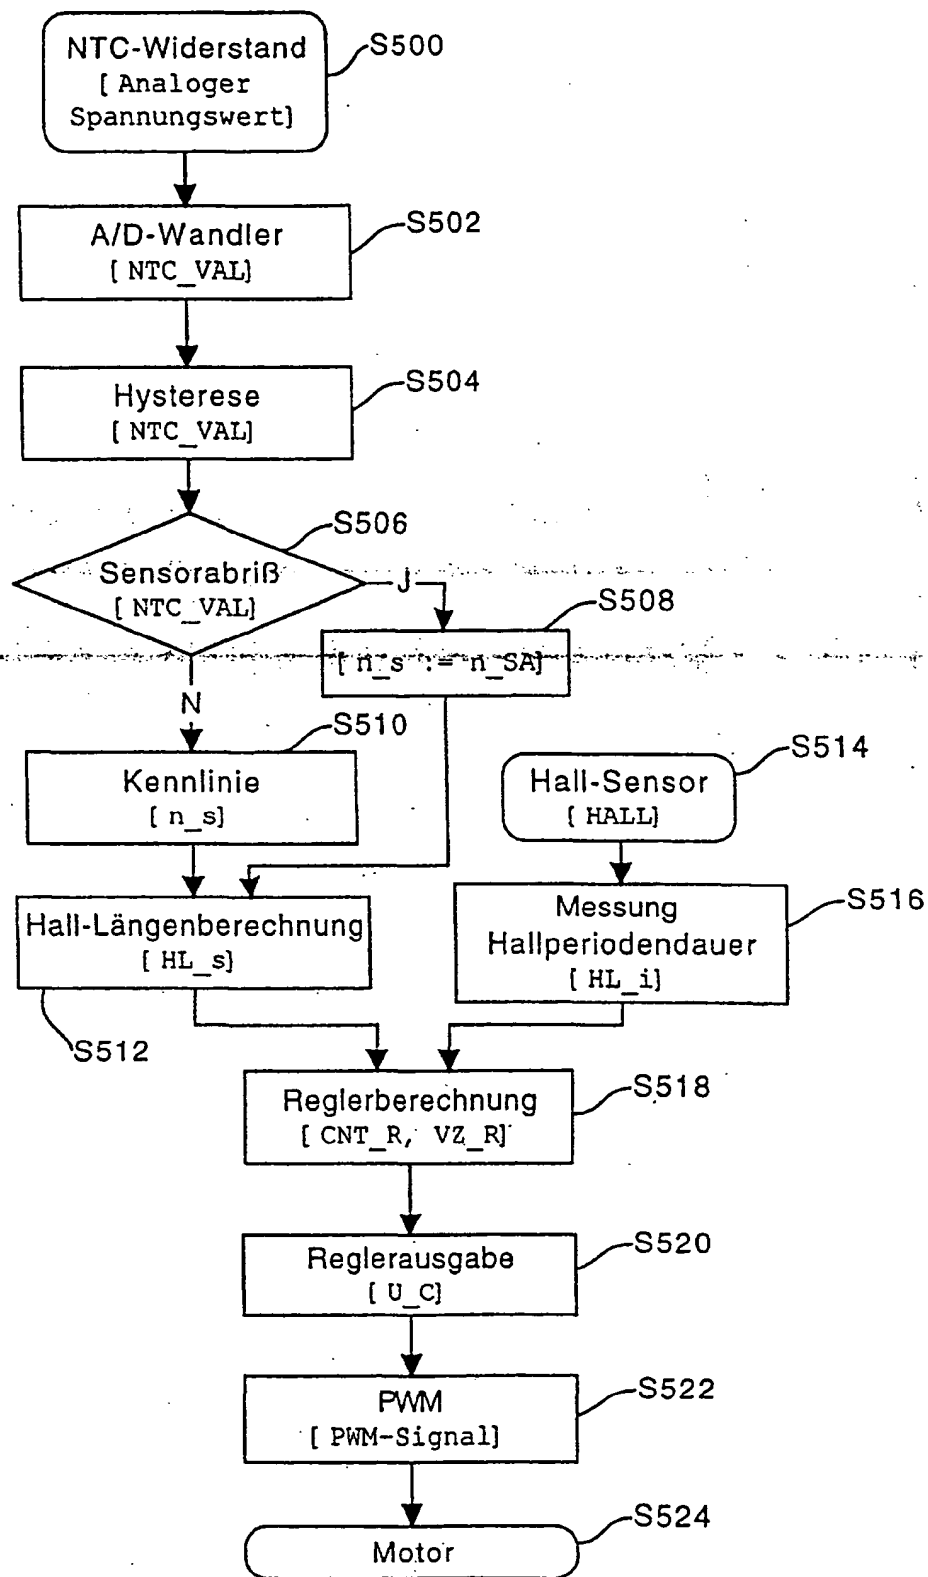 NTC-Widerstand
[ Analoger
Spannungswert]
S500
A/D-Wandler
[ NTC_VAL]
S502
Hysterese
[ NTC_VAL]
S504
Sensorabriß
[ NTC_VAL]
S506
J
N
[ n_s := n_SA]
S508
Kennlinie
[ n_s]
S510
Hall-Sensor
[ HALL]
S514
Hall-Längenberechnung
[ HL_s]
S512
Messung
Hallperiodendauer
[ HL_i]
S516
Reglerberechnung
[ CNT_R, VZ_R]
S518
Reglerausgabe
[ U_C]
S520
PWM
[ PWM-Signal]
S522
Motor
S524